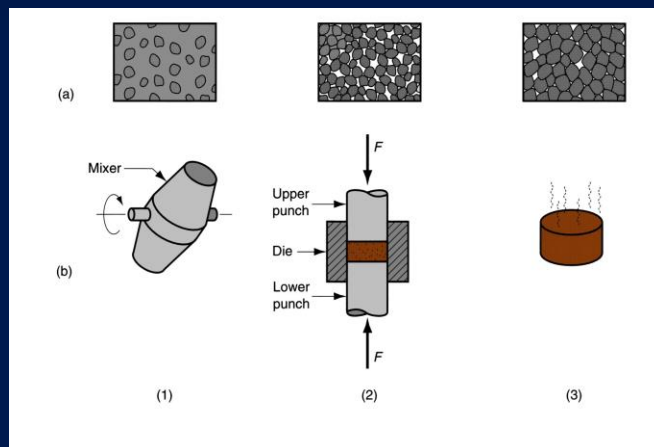 (a)
Mixer
F
Upper
punch
Die
(b)
Lower
punch
F
(1)
(2)
(3)